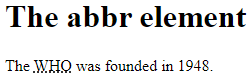 The abbr element
The WHO was founded in 1948.